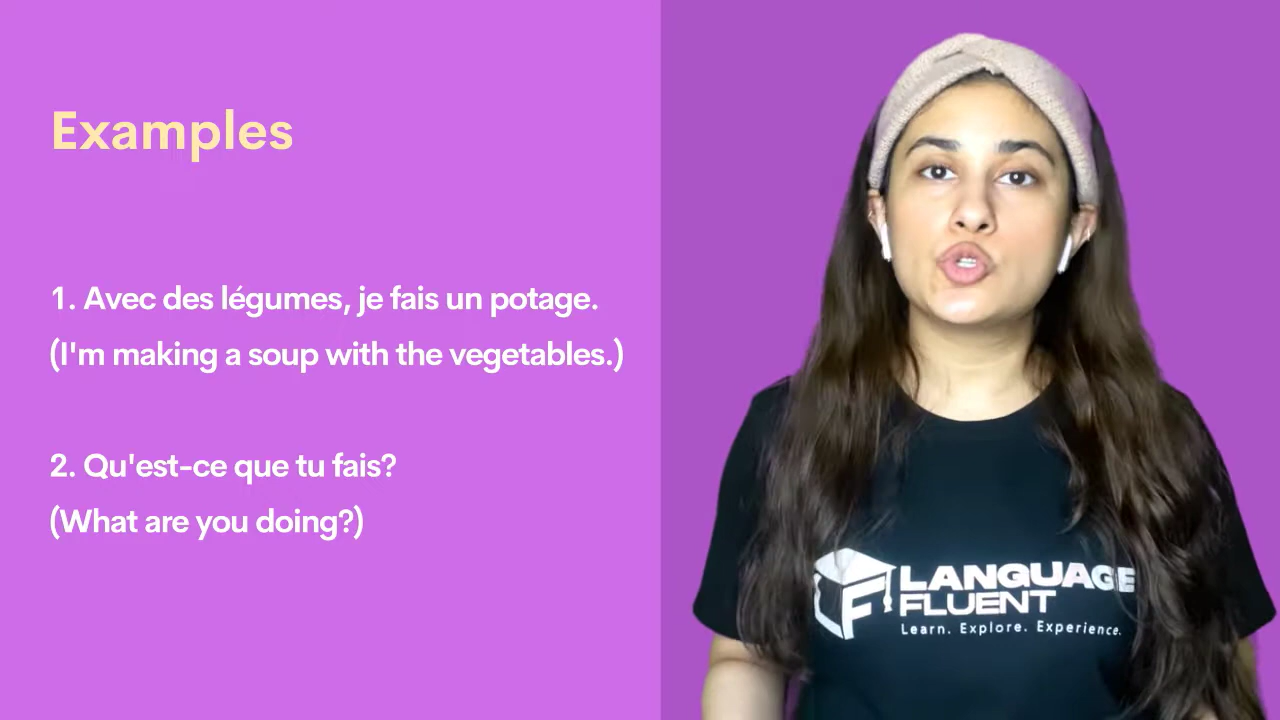 Examples
1. Avec des légumes, je fais un potage.
(I'm making a soup with the vegetables.)
2. Qu'est-ce que tu fais?
(What are you doing?)
LANGUAGE
FLUENT
Learn. Explore. Experience.